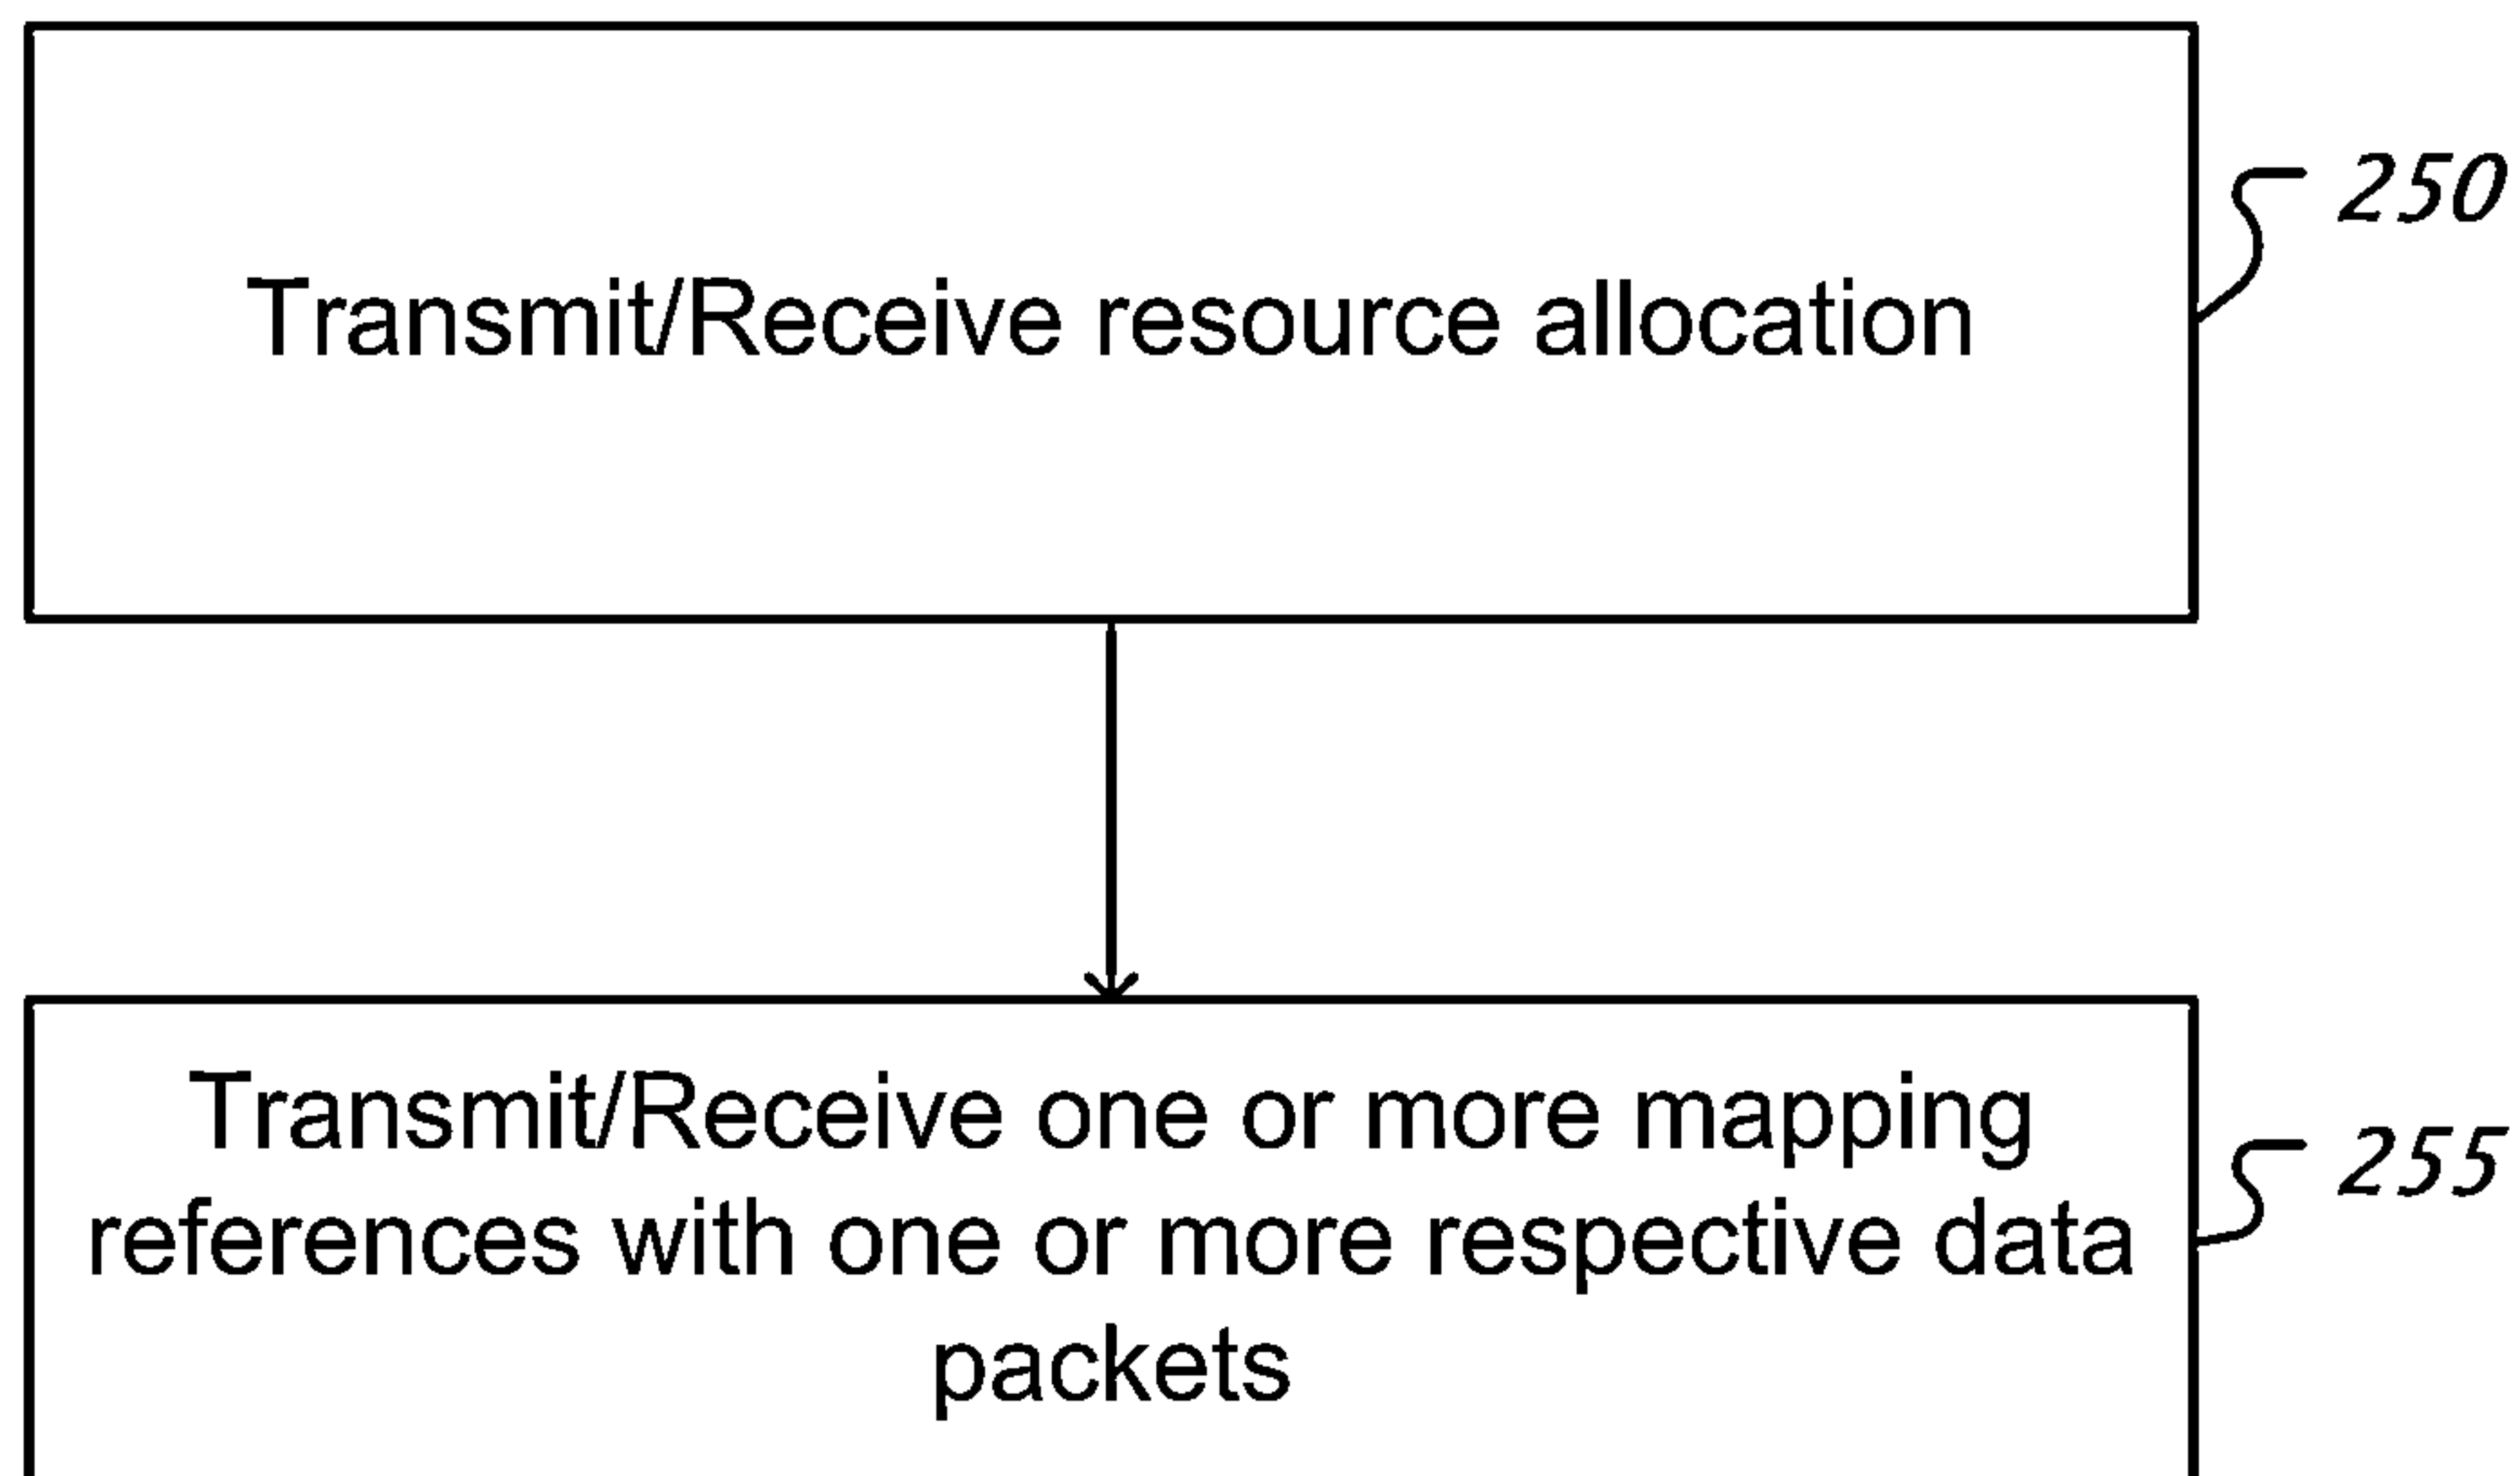 Transmit/Receive resource allocation
250
Transmit/Receive one or more mapping
references with one or more respective data
packets
255